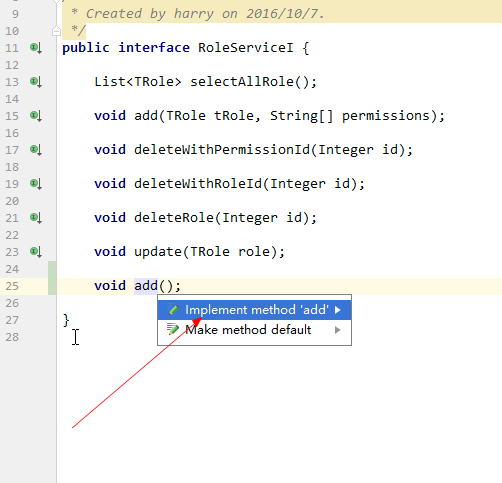 9 * Created by harry on 2016/10/7.
10 */
11 public interface RoleServiceI {
12
13 List<TRole> selectAllRole();
14
15 void add(TRole tRole, String[] permissions);
16
17 void deleteWithPermissionId(Integer id);
18
19 void deleteWithRoleId(Integer id);
20
21 void deleteRole(Integer id);
22
23 void update(TRole role);
24
25 void add();
26 Implement method 'add'
Make method default
27 }
28